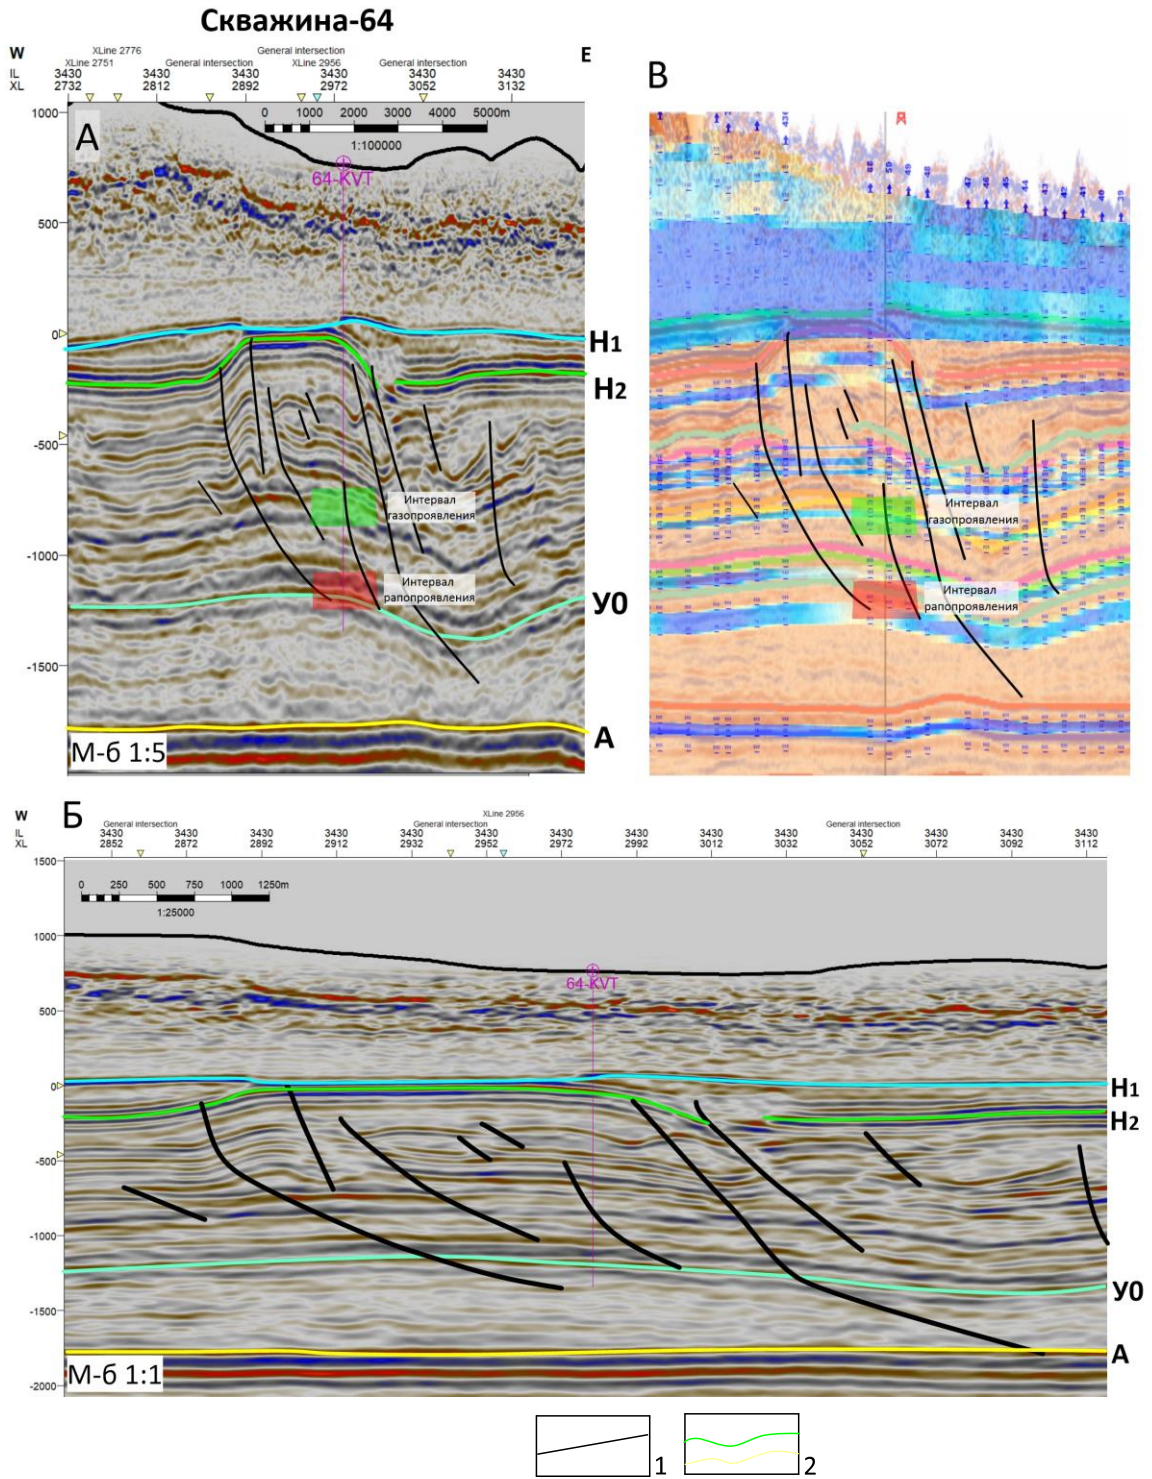 Скважина-64
W
E
XLine 2776
General intersection
XLine 2751
General intersection
XLine 2956
General intersection
IL 3430 3430 3430 3430 3430 3430
XL 2732 2812 2892 2972 3052 3132
А
0 1000 2000 3000 4000 5000m
1:100000
64-KVT
1000
500
0
-500
-1000
-1500
Н1
Н2
У0
А
Интервал
газопроявления
Интервал
рапопроявления
М-б 1:5
В
Интервал
газопроявления
Интервал
рапопроявления
Б
W
XLine 2956
General intersection
General intersection
General intersection
IL 3430 3430 3430 3430 3430 3430 3430 3430 3430 3430 3430 3430 3430 3430
XL 2852 2872 2892 2912 2932 2952 2972 2992 3012 3032 3052 3072 3092 3112
0 250 500 750 1000 1250m
1:25000
64-KVT
1500
1000
500
0
-500
-1000
-1500
-2000
Н1
Н2
У0
А
М-б 1:1
1
2